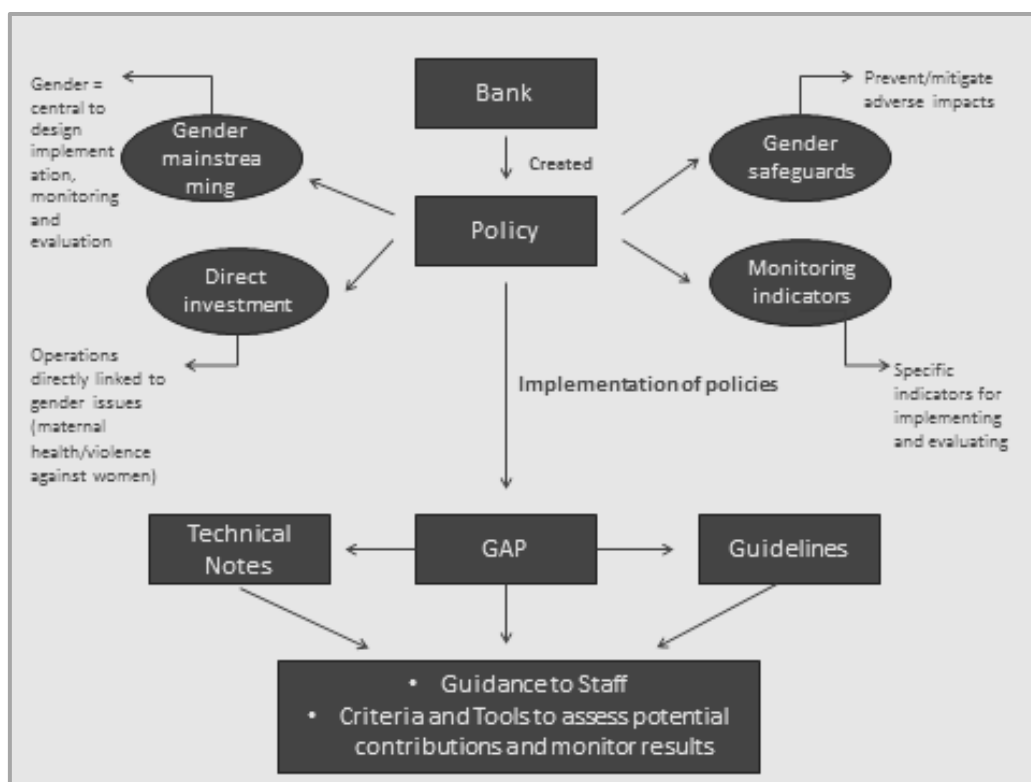 Gender =
central to
design
implement
ation,
monitoring
and
evaluation
Gender
mainstrea
ming
Bank
Created
Policy
Prevent/mitigate
adverse impacts
Gender
safeguards
Direct
investment
Monitoring
indicators
Operations
directly linked to
gender issues
(maternal
health/violence
against women)
Implementation of policies
Specific
indicators for
implementing
and evaluating
Technical
Notes
GAP
Guidelines
• Guidance to Staff
• Criteria and Tools to assess potential
contributions and monitor results